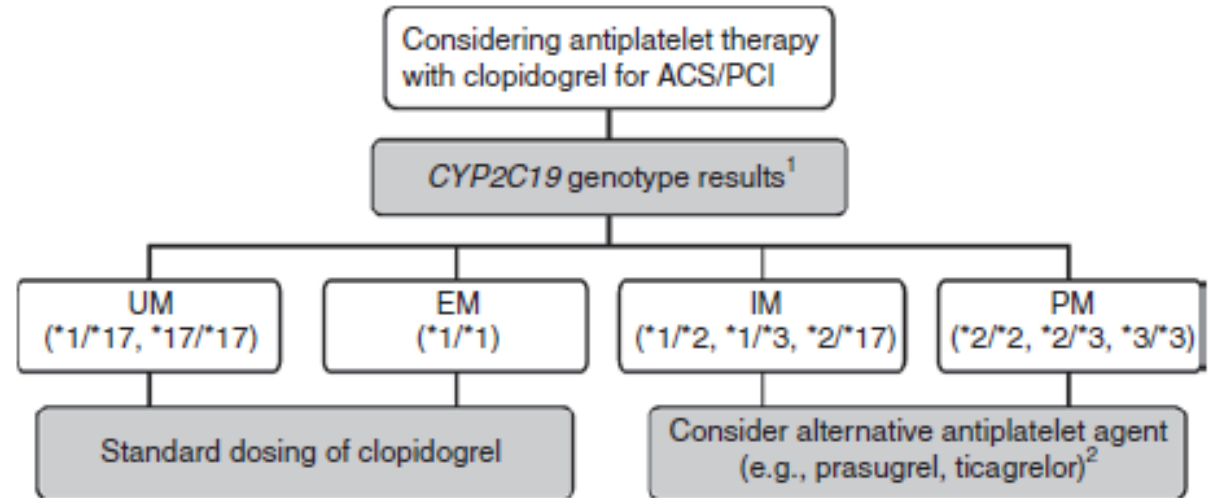 Considering antiplatelet therapy
with clopidogrel for ACS/PCI
CYP2C19 genotype results1
UM
(*1/*17, *17/*17)
EM
(*1/*1)
IM
(*1/*2, *1/*3, *2/*17)
PM
(*2/*2, *2/*3, *3/*3)
Standard dosing of clopidogrel
Consider alternative antiplatelet agent
(e.g., prasugrel, ticagrelor)2